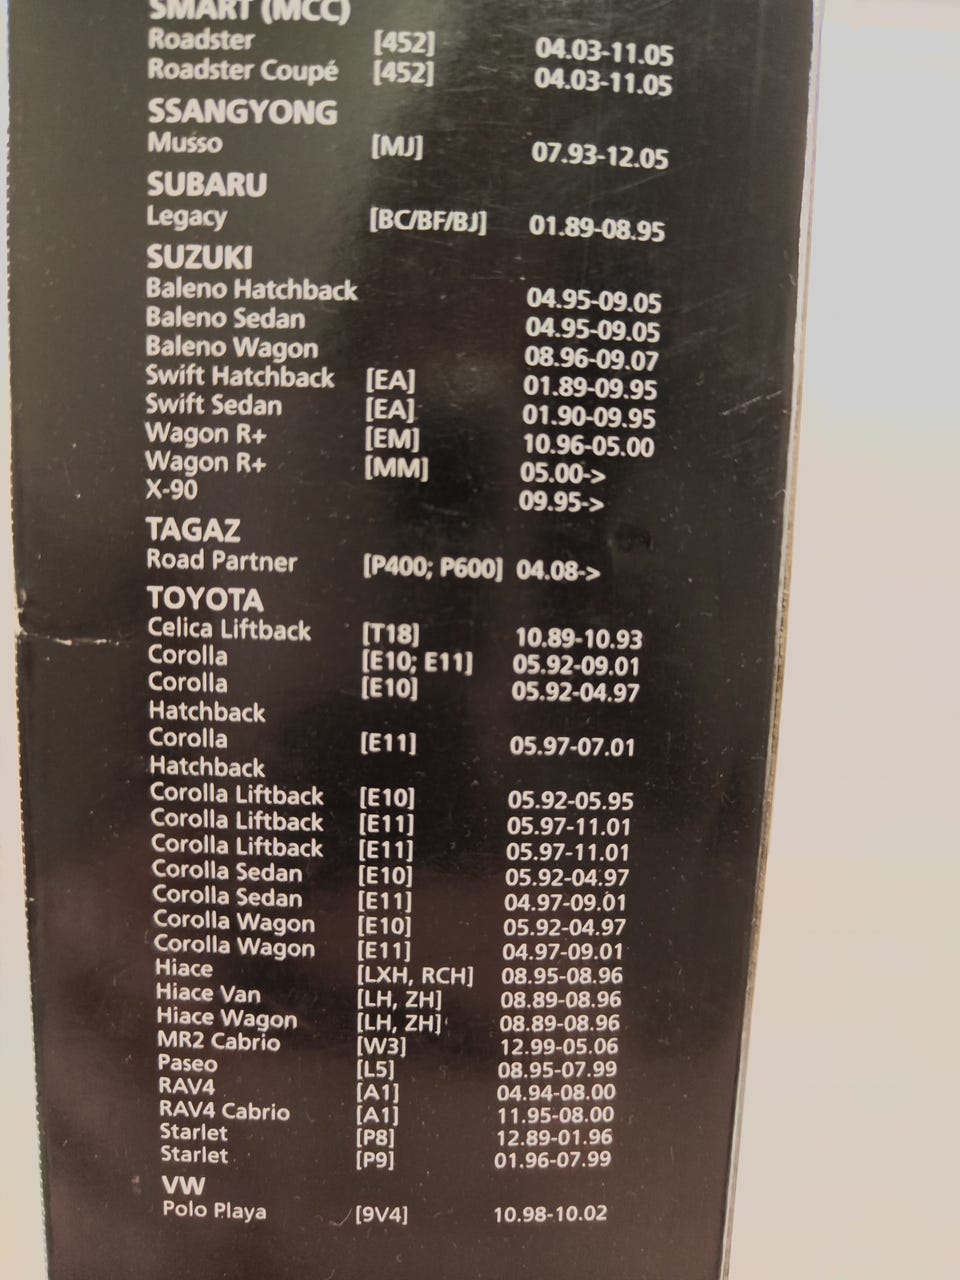 SMART (MCC)
Roadster [452] 04.03-11.05
Roadster Coupé [452] 04.03-11.05
SSANGYONG
Musso [MJ] 07.93-12.05
SUBARU
Legacy [BC/BF/BJ] 01.89-08.95
SUZUKI
Baleno Hatchback 04.95-09.05
Baleno Sedan 04.95-09.05
Baleno Wagon 08.96-09.07
Swift Hatchback [EA] 01.89-09.95
Swift Sedan [EA] 01.90-09.95
Wagon R+ [EM] 10.96-05.00
Wagon R+ [MM] 05.00->
X-90 09.95->
TAGAZ
Road Partner [P400; P600] 04.08->
TOYOTA
Celica Liftback [T18] 10.89-10.93
Corolla [E10; E11] 05.92-09.01
Corolla [E10] 05.92-04.97
Hatchback
Corolla [E11] 05.97-07.01
Hatchback
Corolla Liftback [E10] 05.92-05.95
Corolla Liftback [E11] 05.97-11.01
Corolla Liftback [E11] 05.97-11.01
Corolla Sedan [E10] 05.92-04.97
Corolla Sedan [E11] 04.97-09.01
Corolla Wagon [E10] 05.92-04.97
Corolla Wagon [E11] 04.97-09.01
Hiace [LXH, RCH] 08.95-08.96
Hiace Van [LH, ZH] 08.89-08.96
Hiace Wagon [LH, ZH] 08.89-08.96
MR2 Cabrio [W3] 12.99-05.06
Paseo [L5] 08.95-07.99
RAV4 [A1] 04.94-08.00
RAV4 Cabrio [A1] 11.95-08.00
Starlet [P8] 12.89-01.96
Starlet [P9] 01.96-07.99
VW
Polo Playa [9V4] 10.98-10.02